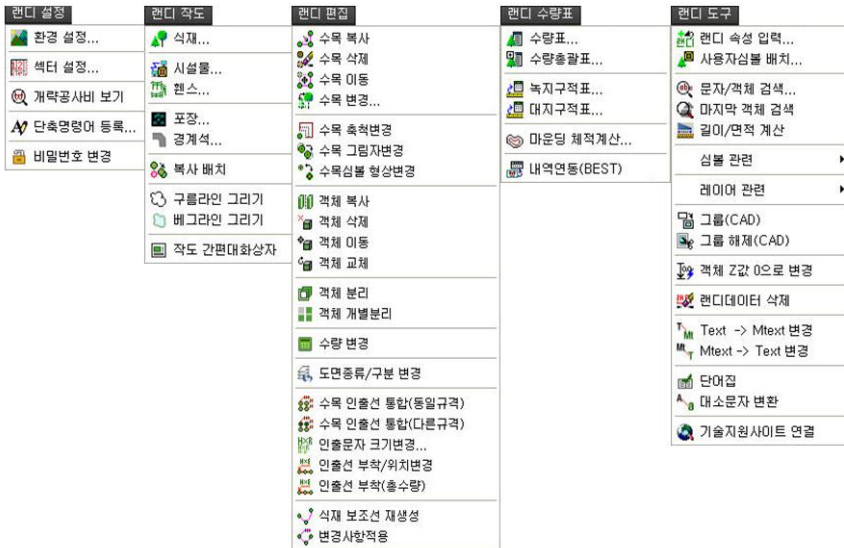 랜디 설정
환경 설정...
섹터 설정...
개략공사비 보기
단축명령어 등록...
비밀번호 변경
랜디 작도
식재...
시설물...
휀스...
포장...
경계석...
복사 배치
구름라인 그리기
베그라인 그리기
작도 간편대화상자
랜디 편집
수목 복사
수목 삭제
수목 이동
수목 변경...
수목 축척변경
수목 그림자변경
수목심볼 형상변경
객체 복사
객체 삭제
객체 이동
객체 교체
객체 분리
객체 개별분리
수량 변경
도면종류/구분 변경
수목 인출선 통합(동일규격)
수목 인출선 통합(다른규격)
인출문자 크기변경...
인출선 부착/위치변경
인출선 부착(총수량)
식재 보조선 재생성
변경사항적용
랜디 수량표
수량표...
수량총괄표...
녹지구적표...
대지구적표...
마운딩 체적계산...
내역연동(BEST)
랜디 도구
랜디 속성 입력...
사용자심볼 배치...
문자/객체 검색...
마지막 객체 검색
길이/면적 계산
심볼 관련
레이어 관련
그룹(CAD)
그룹 해제(CAD)
객체 Z값 0으로 변경
랜디데이터 삭제
Text -> Mtext 변경
Mtext -> Text 변경
단어집
대소문자 변환
기술지원사이트 연결